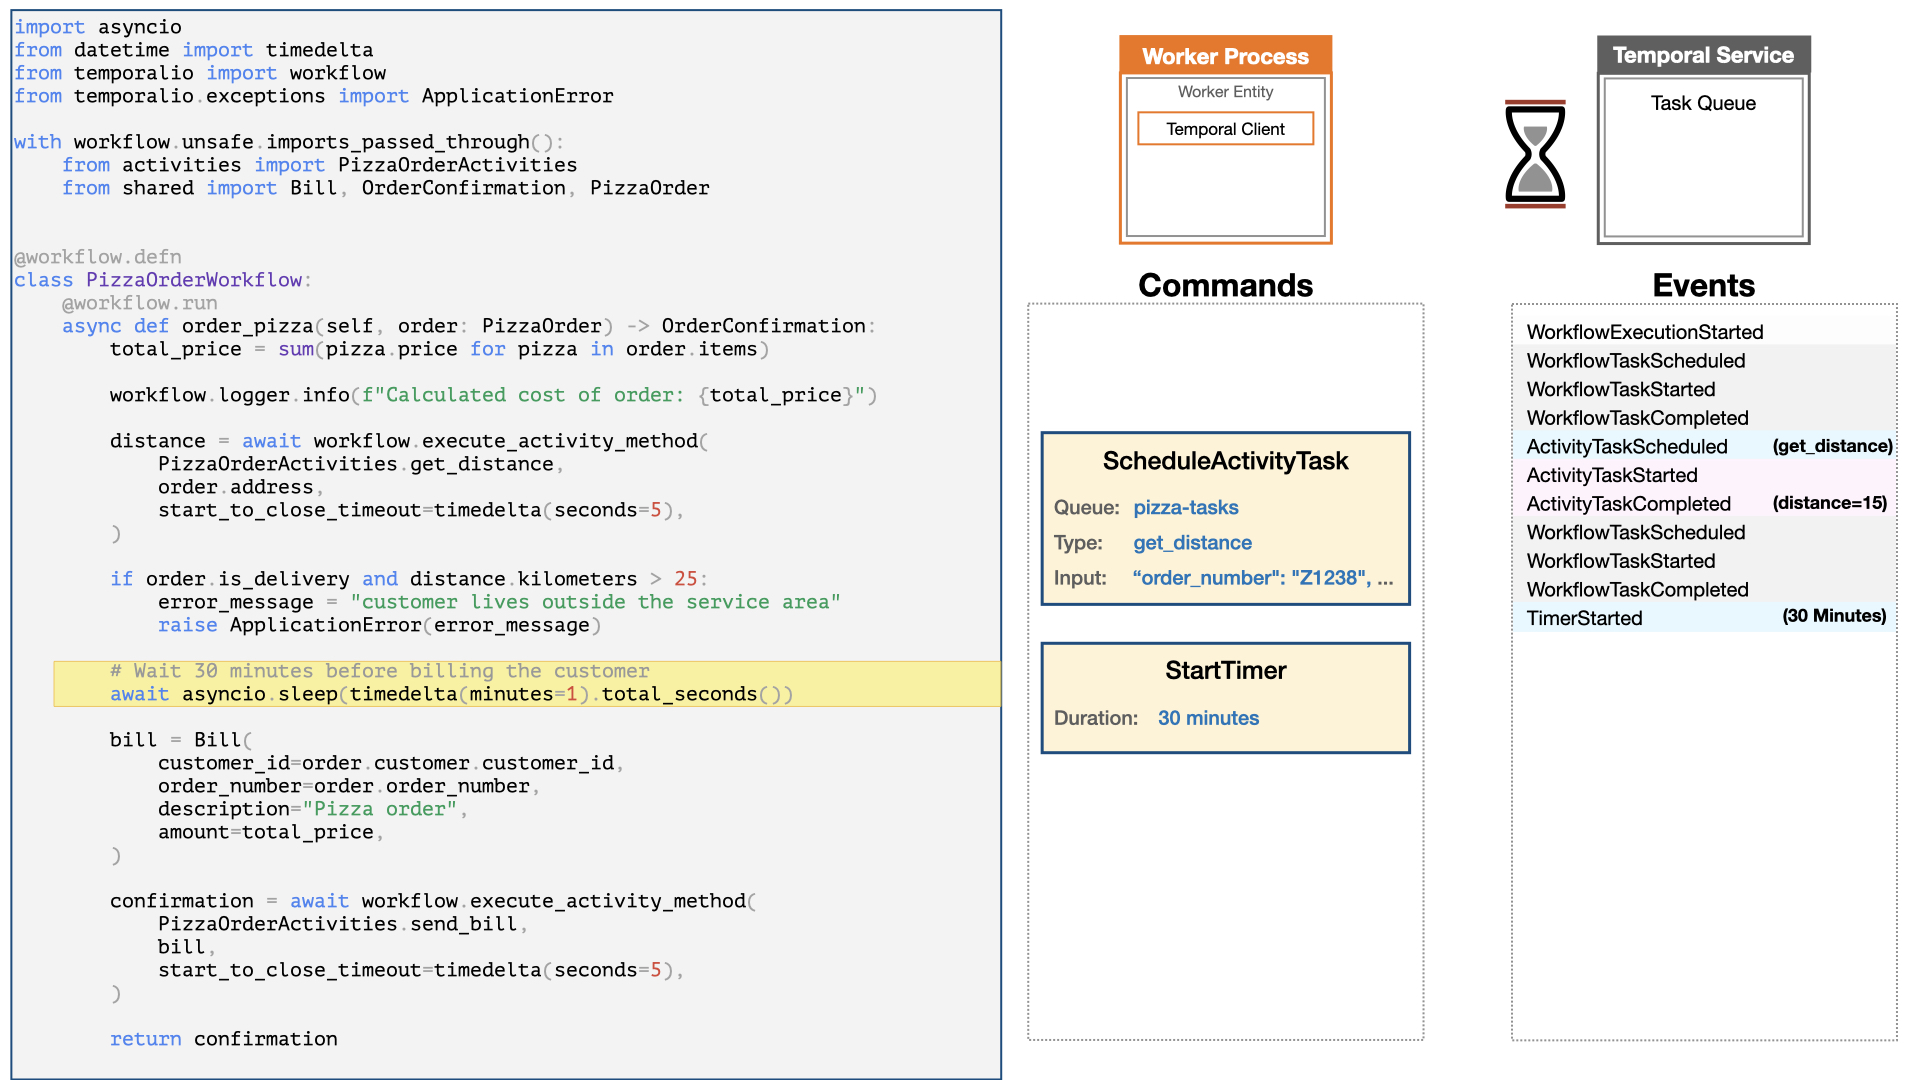 import asyncio
from datetime import timedelta
from temporalio import workflow
from temporalio.exceptions import ApplicationError
with workflow.unsafe.imports_passed_through():
    from activities import PizzaOrderActivities
    from shared import Bill, OrderConfirmation, PizzaOrder
@workflow.defn
class PizzaOrderWorkflow:
    @workflow.run
    async def order_pizza(self, order: PizzaOrder) -> OrderConfirmation:
        total_price = sum(pizza.price for pizza in order.items)
        workflow.logger.info(f"Calculated cost of order: {total_price}")
        distance = await workflow.execute_activity_method(
            PizzaOrderActivities.get_distance,
            order.address,
            start_to_close_timeout=timedelta(seconds=5),
        )
        if order.is_delivery and distance.kilometers > 25:
            error_message = "customer lives outside the service area"
            raise ApplicationError(error_message)
        # Wait 30 minutes before billing the customer
        await asyncio.sleep(timedelta(minutes=1).total_seconds())
        bill = Bill(
            customer_id=order.customer.customer_id,
            order_number=order.order_number,
            description="Pizza order",
            amount=total_price,
        )
        confirmation = await workflow.execute_activity_method(
            PizzaOrderActivities.send_bill,
            bill,
            start_to_close_timeout=timedelta(seconds=5),
        )
        return confirmation
Worker Process
Worker Entity
Temporal Client
Temporal Service
Task Queue
Commands
ScheduleActivityTask
Queue: pizza-tasks
Type: get_distance
Input: “order_number": "Z1238", ...
StartTimer
Duration: 30 minutes
Events
WorkflowExecutionStarted
WorkflowTaskScheduled
WorkflowTaskStarted
WorkflowTaskCompleted
ActivityTaskScheduled (get_distance)
ActivityTaskStarted
ActivityTaskCompleted (distance=15)
WorkflowTaskScheduled
WorkflowTaskStarted
WorkflowTaskCompleted
TimerStarted (30 Minutes)